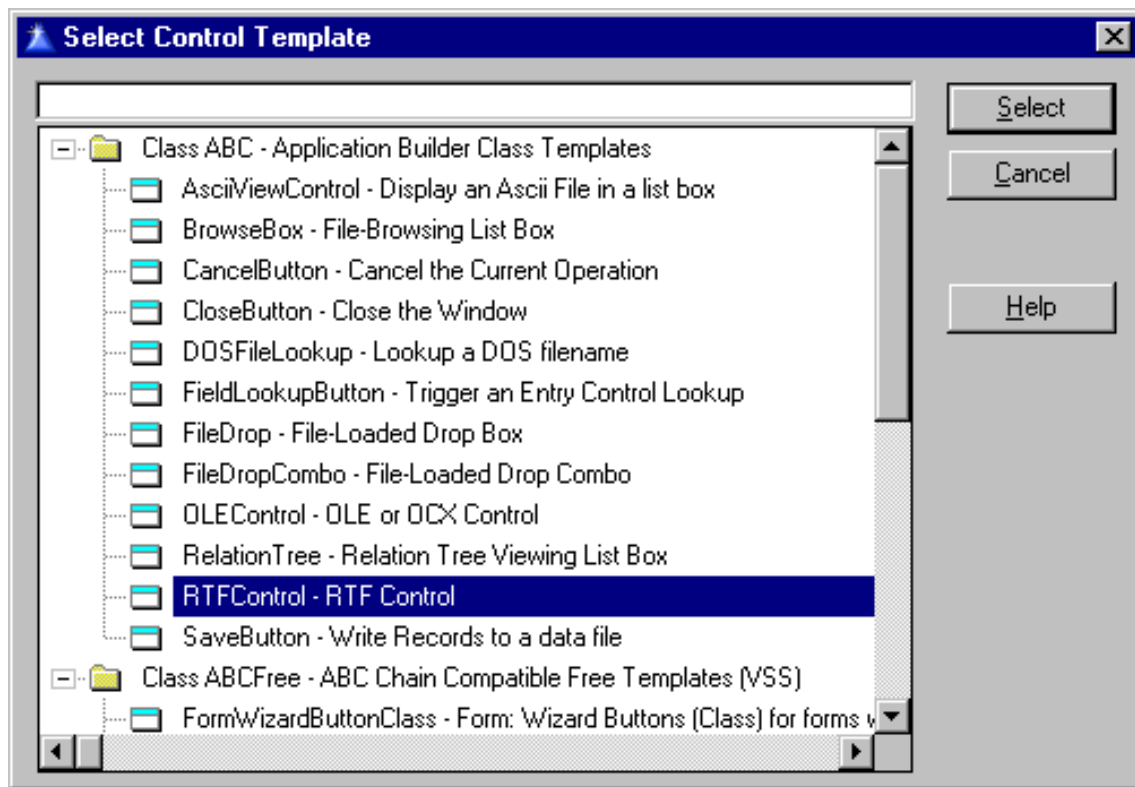 Select Control Template
Select
Class ABC - Application Builder Class Templates
Cancel
AsciiViewControl - Display an Ascii File in a list box
BrowseBox - File-Browsing List Box
CancelButton - Cancel the Current Operation
CloseButton - Close the Window
Help
DOSFileLookup - Lookup a DOS filename
FieldLookupButton - Trigger an Entry Control Lookup
FileDrop - File-Loaded Drop Box
FileDropCombo - File-Loaded Drop Combo
OLEControl - OLE or OCX Control
RelationTree - Relation Tree Viewing List Box
RTFControl - RTF Control
SaveButton - Write Records to a data file
Class ABCFree - ABC Chain Compatible Free Templates (VSS)
FormWizardButtonClass - Form: Wizard Buttons (Class) for forms